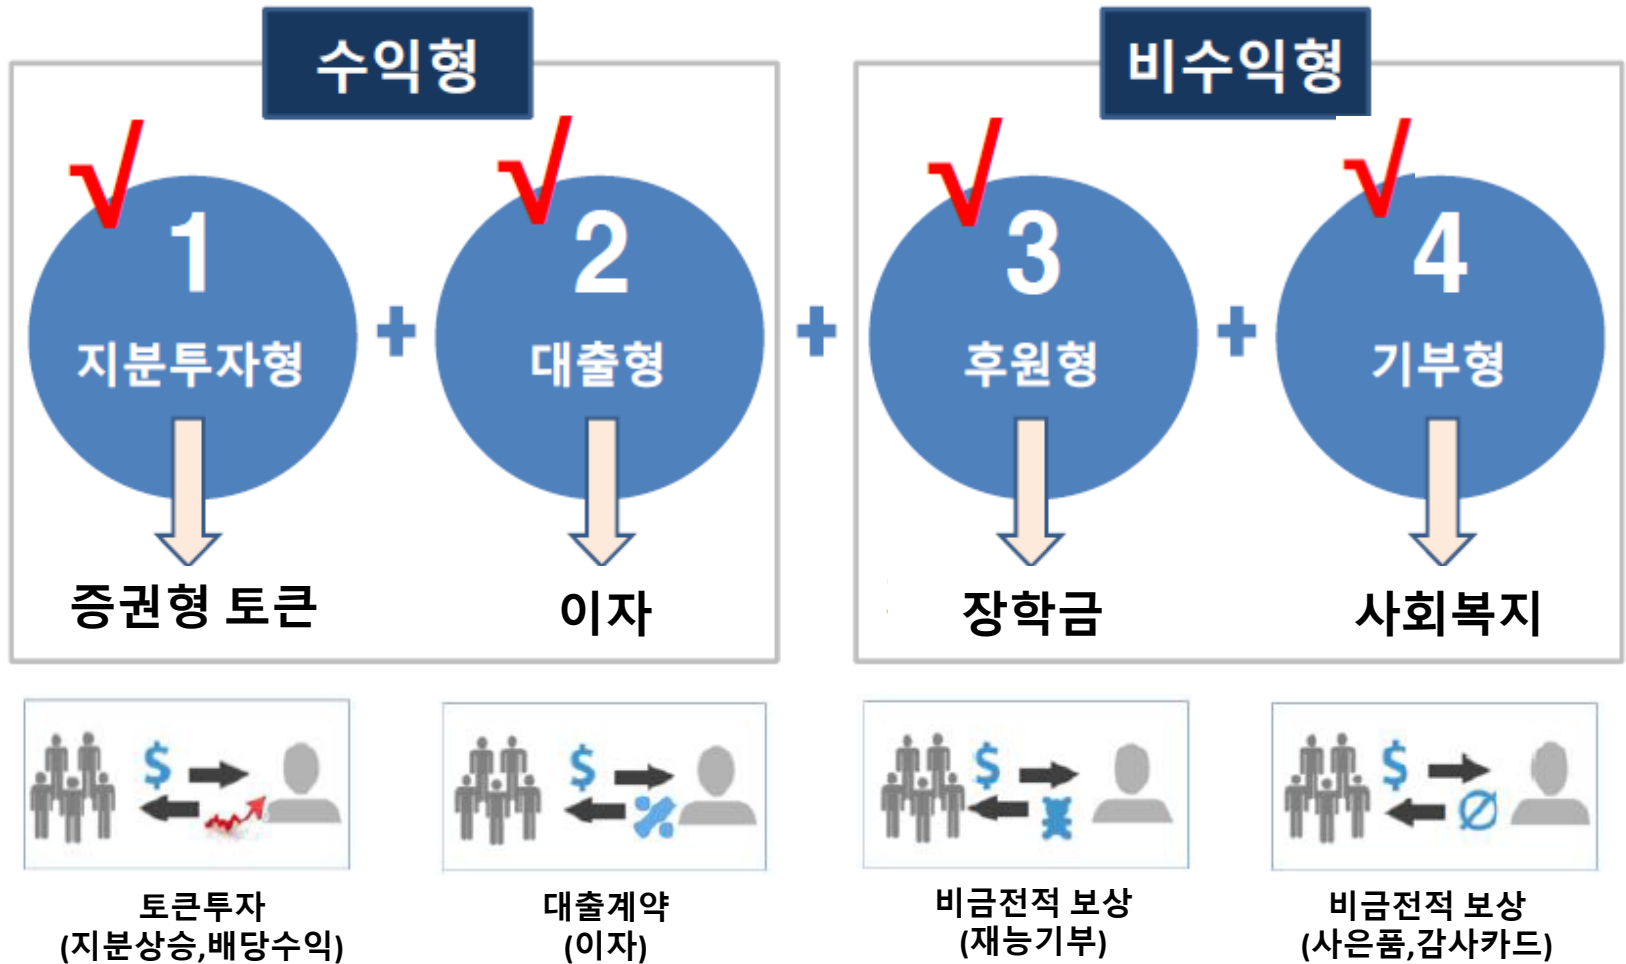 수익형
비수익형
√
√
√
√
1
2
3
4
지분투자형
+
대출형
+
후원형
+
기부형
증권형 토큰
이자
장학금
사회복지
$
$
$
$
토큰투자
(지분상승,배당수익)
대출계약
(이자)
비금전적 보상
(재능기부)
비금전적 보상
(사은품,감사카드)